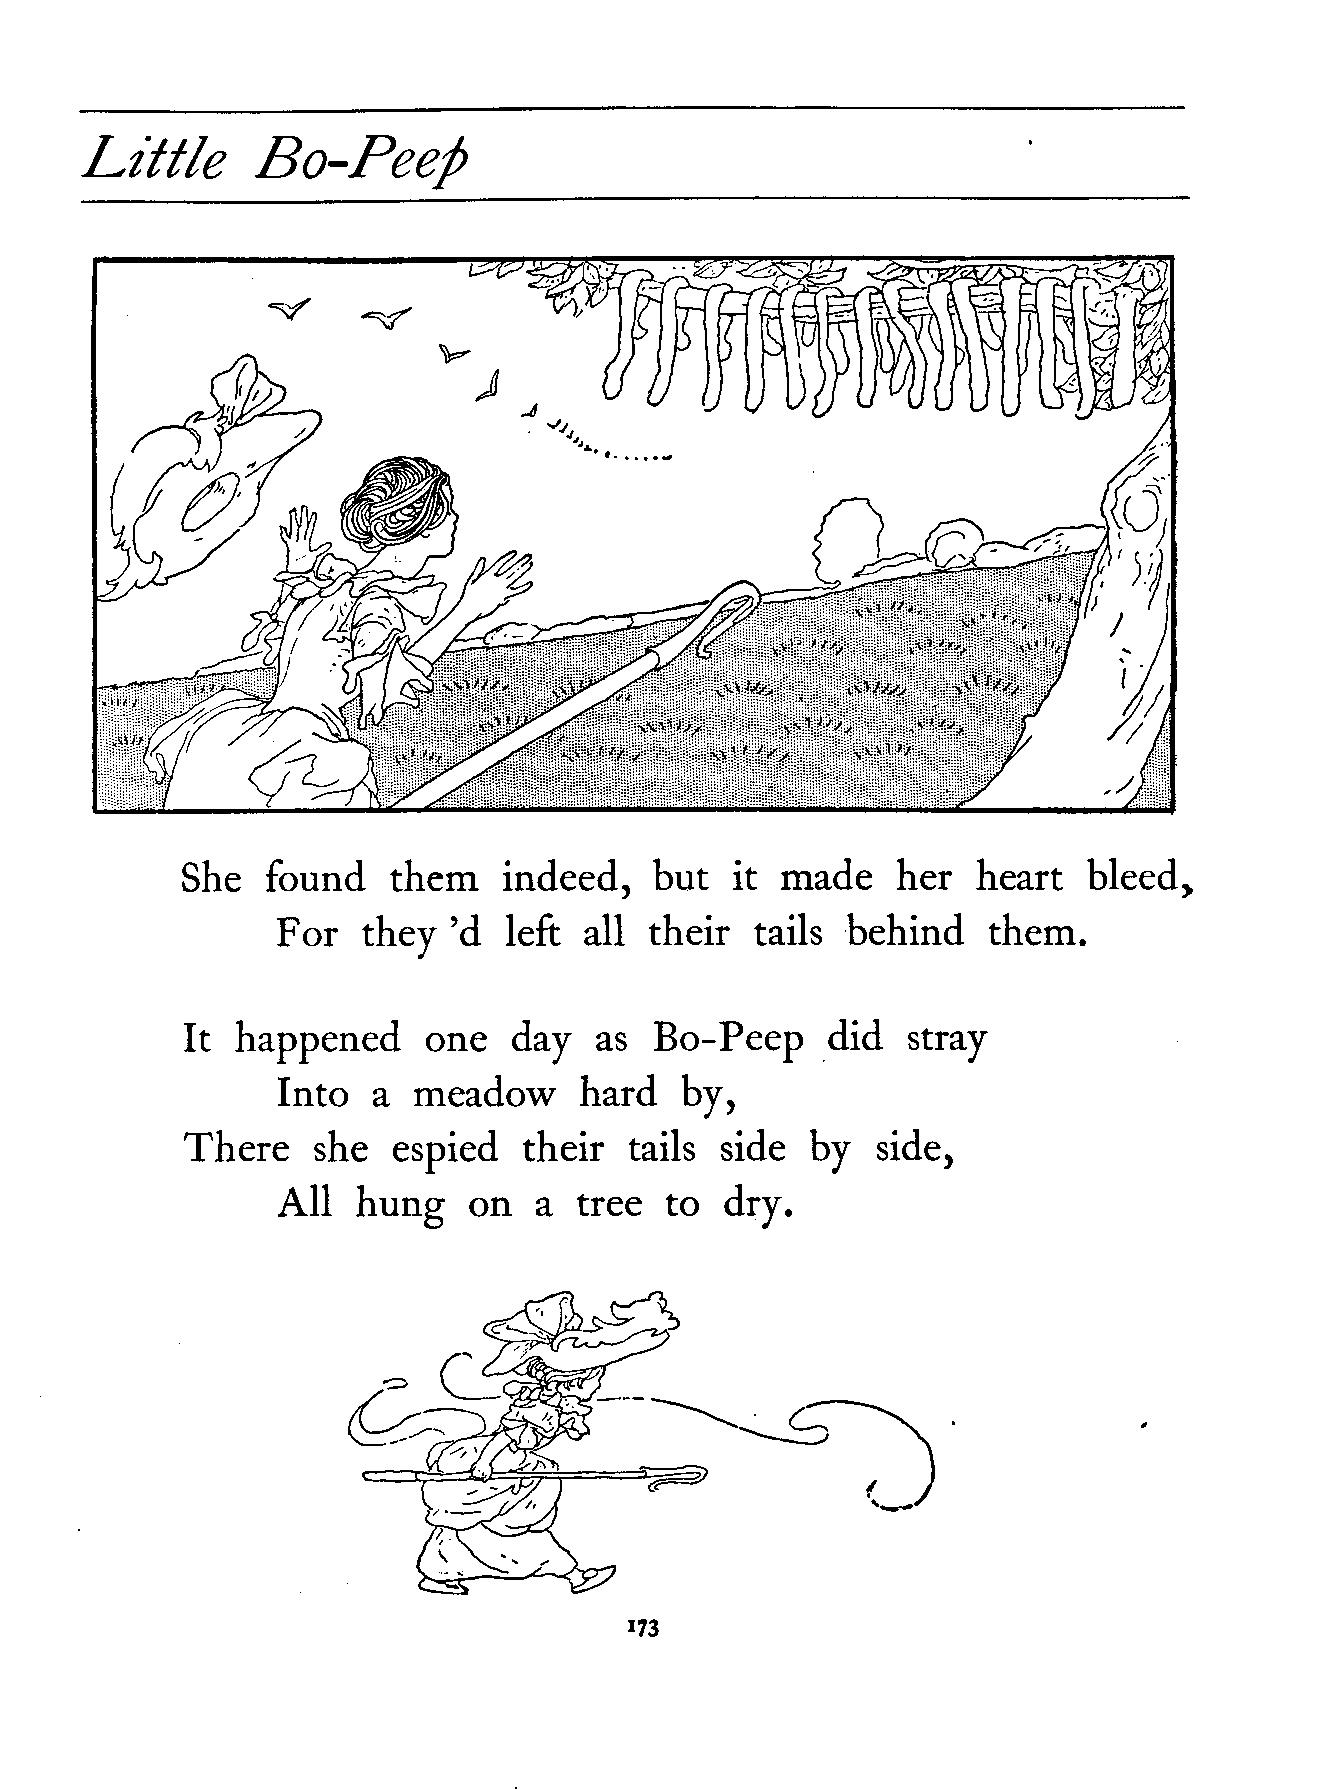 Little Bo-Peep
She found them indeed, but it made her heart bleed,
For they 'd left all their tails behind them.
It happened one day as Bo-Peep did stray
Into a meadow hard by,
There she espied their tails side by side,
All hung on a tree to dry.
173